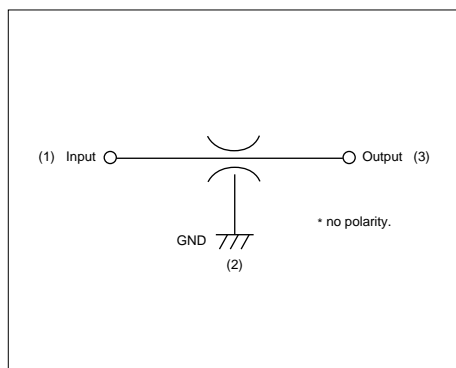 (1) Input Output (3)
* no polarity.
GND
(2)